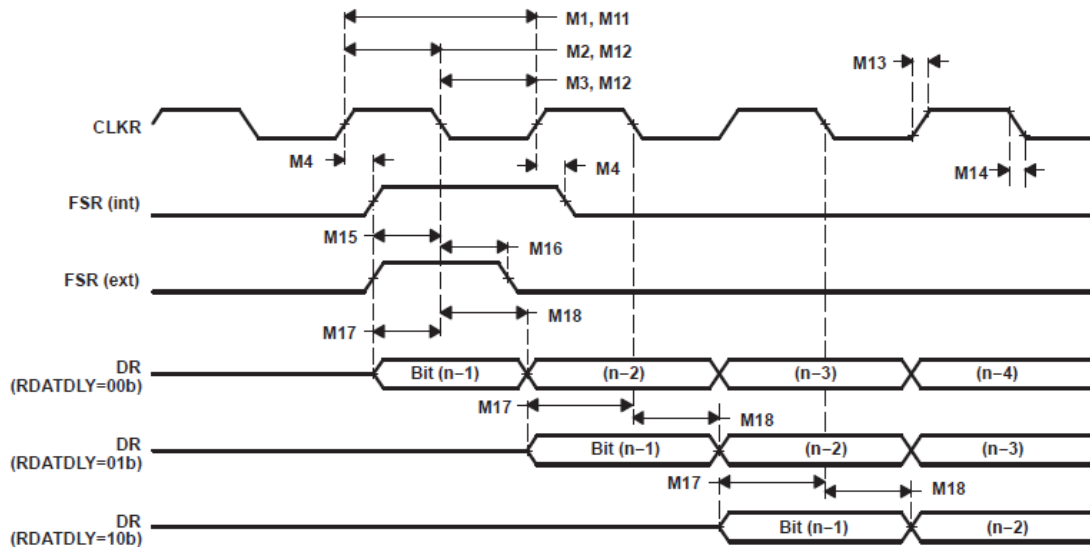 M1, M11
M2, M12
M3, M12
M13
CLKR
M4
M4
M14
FSR (int)
M15
M16
FSR (ext)
M17
M18
DR
(RDATDLY=00b)
Bit (n−1)
(n−2)
(n−3)
(n−4)
M17
M18
DR
(RDATDLY=01b)
Bit (n−1)
(n−2)
(n−3)
M17
M18
DR
(RDATDLY=10b)
Bit (n−1)
(n−2)